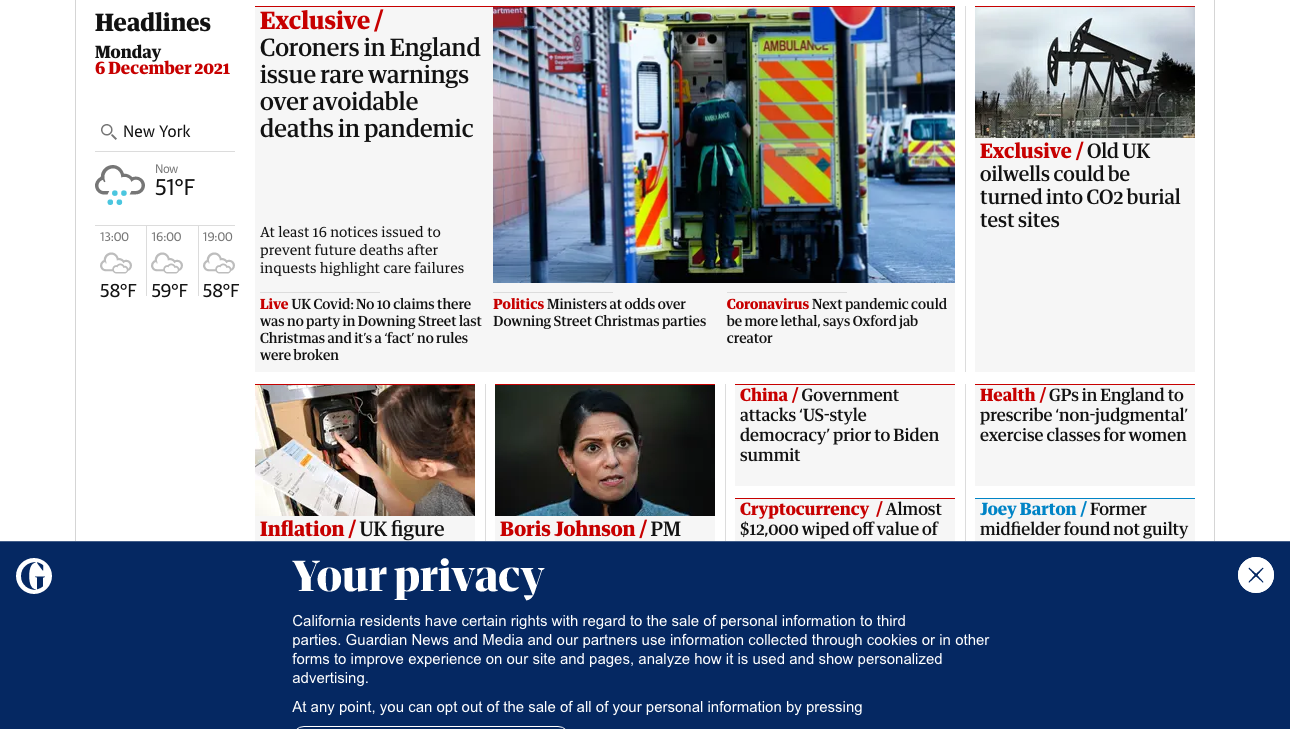 Headlines
Monday
6 December 2021
New York
Now
51°F
13:00
16:00
19:00
58°F
59°F
58°F
Exclusive /
Coroners in England
issue rare warnings
over avoidable
deaths in pandemic
At least 16 notices issued to
prevent future deaths after
inquests highlight care failures
AMBULANCE
AMBULANCE
Live UK Covid: No 10 claims there
was no party in Downing Street last
Christmas and it's a ‘fact’ no rules
were broken
Politics Ministers at odds over
Downing Street Christmas parties
Coronavirus Next pandemic could
be more lethal, says Oxford jab
creator
Exclusive / Old UK
oilwells could be
turned into CO2 burial
test sites
Inflation / UK figure
Boris Johnson / PM
China / Government
attacks ‘US-style
democracy’ prior to Biden
summit
Cryptocurrency / Almost
$12,000 wiped off value of
Health / GPs in England to
prescribe ‘non-judgmental’
exercise classes for women
Joey Barton / Former
midfielder found not guilty
Your privacy
California residents have certain rights with regard to the sale of personal information to third
parties. Guardian News and Media and our partners use information collected through cookies or in other
forms to improve experience on our site and pages, analyze how it is used and show personalized
advertising.
At any point, you can opt out of the sale of all of your personal information by pressing